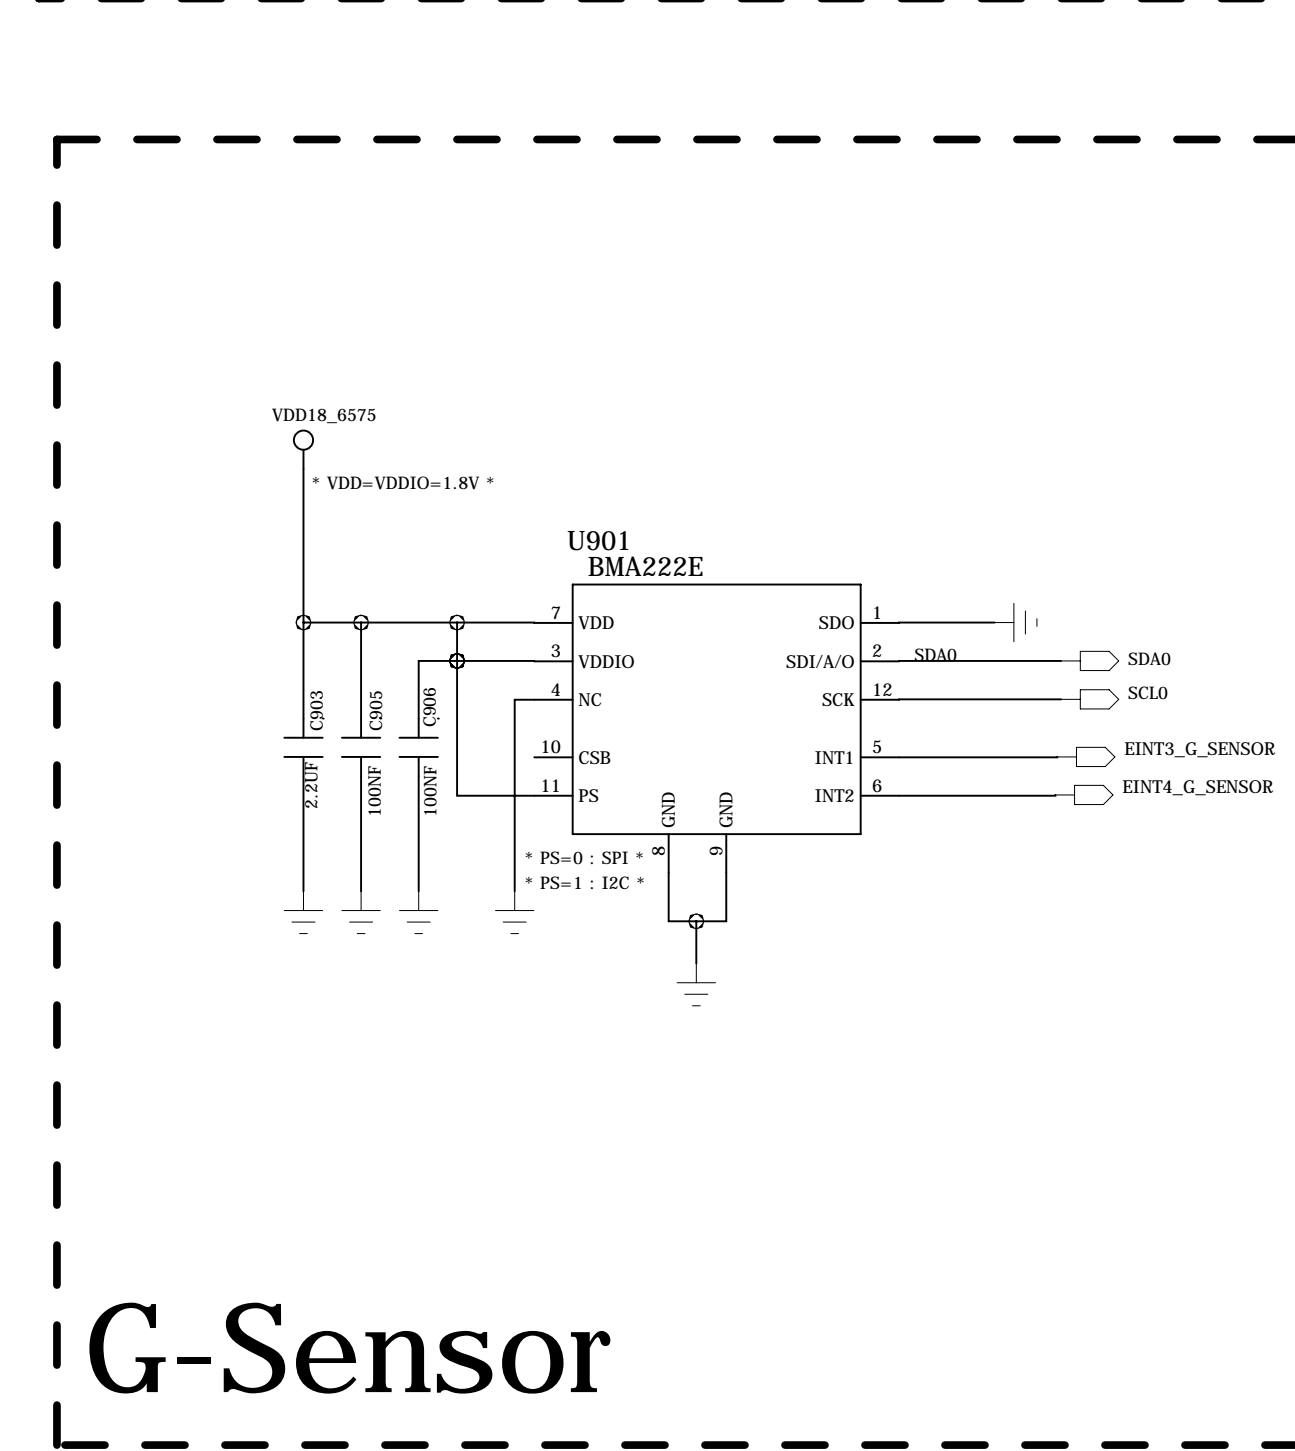 VDD18_6575
* VDD=VDDIO=1.8V *
U901
BMA222E
7
VDD
SDO
1
3
VDDIO
SDI/A/O
2
SDA0
SDA0
4
NC
SCK
12
SCL0
C903
C905
C906
10
CSB
INT1
5
EINT3_G_SENSOR
2.2UF
100NF
100NF
11
PS
INT2
6
EINT4_G_SENSOR
GND
GND
8
9
* PS=0 : SPI *
* PS=1 : I2C *
G-Sensor